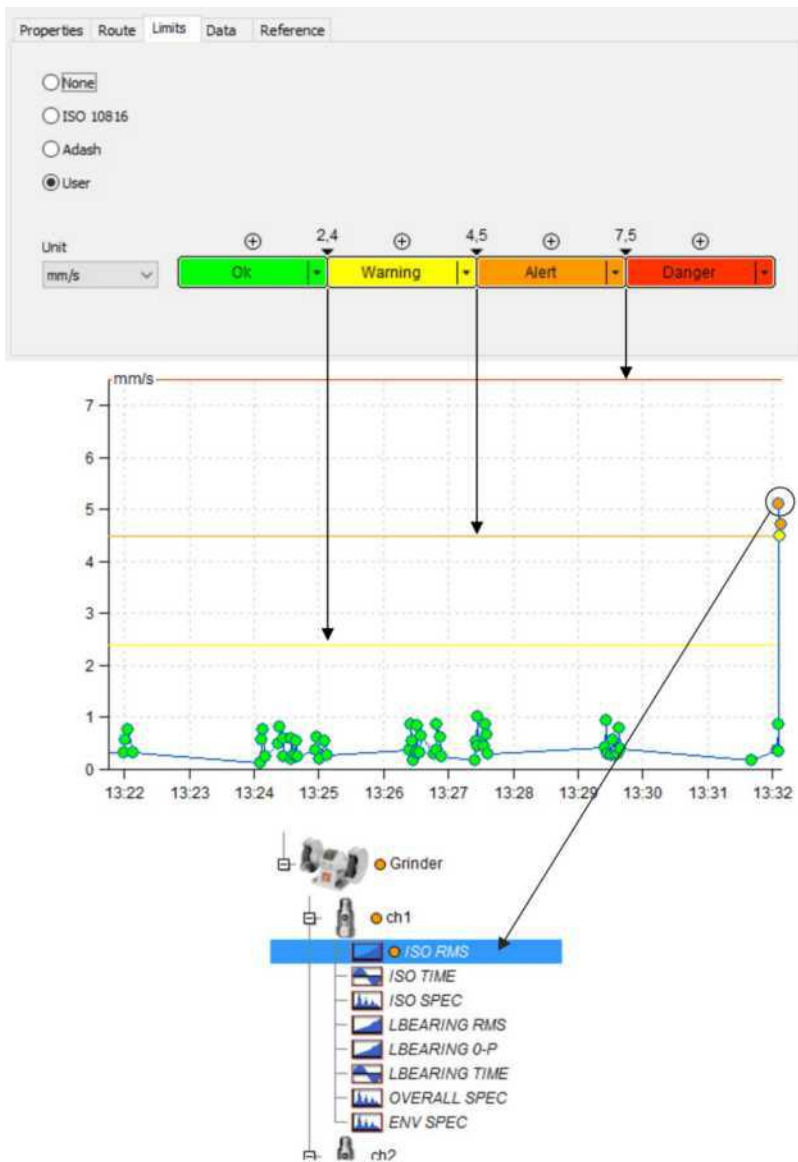 Properties Route Limits Data Reference
None
ISO 10816
Adash
User
Unit
2,4 4,5 7,5
mm/s Ok Warning Alert Danger
mm/s
7
6
5
4
3
2
1
0
13:22 13:23 13:24 13:25 13:26 13:27 13:28 13:29 13:30 13:31 13:32
Grinder
ch1
ISO RMS
ISO TIME
ISO SPEC
LBEARING RMS
LBEARING 0-P
LBEARING TIME
OVERALL SPEC
ENV SPEC
ch2